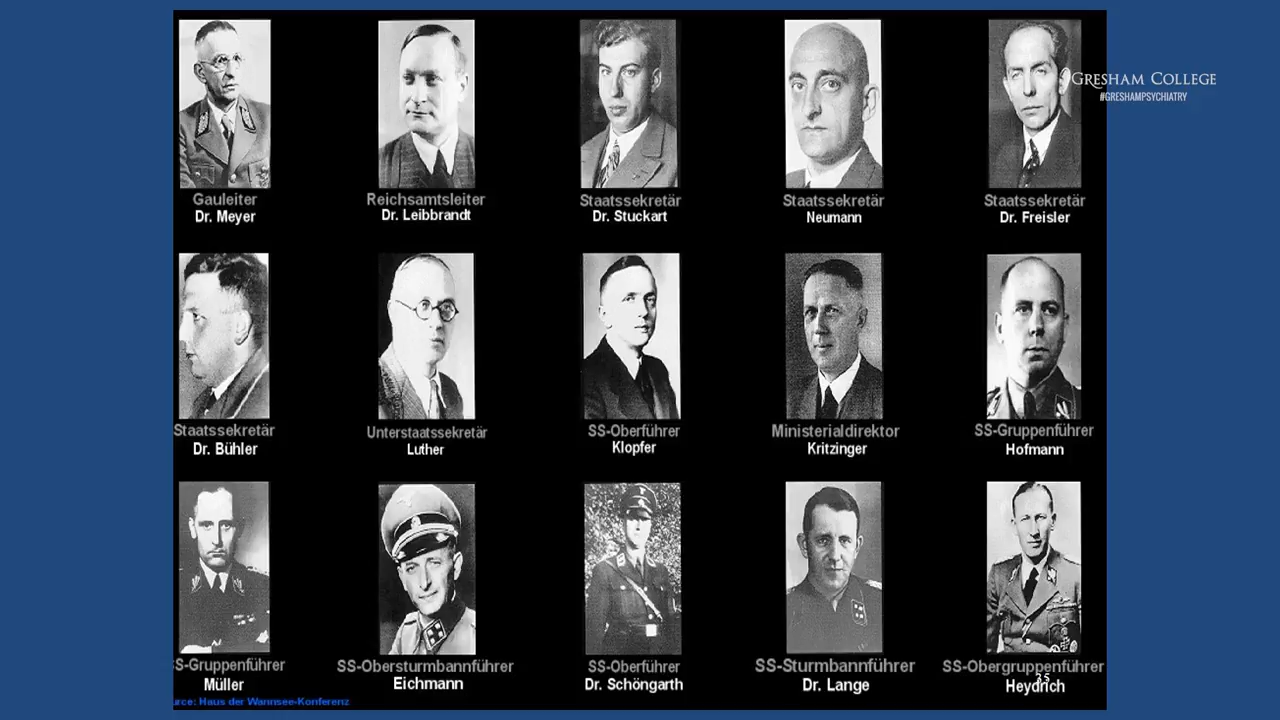 GRESHAM COLLEGE
#GRESHAMPSYCHIATRY
Gauleiter
Dr. Meyer
Reichsamtsleiter
Dr. Leibbrandt
Staatssekretär
Dr. Stuckart
Staatssekretär
Neumann
Staatssekretär
Dr. Freisler
Staatssekretär
Dr. Bühler
Unterstaatssekretär
Luther
SS-Oberführer
Klopfer
Ministerialdirektor
Kritzinger
SS-Gruppenführer
Hofmann
S-Gruppenführer
Müller
SS-Obersturmbannführer
Eichmann
SS-Oberführer
Dr. Schöngarth
SS-Sturmbannführer
Dr. Lange
SS-Obergruppenführer
Heydrich
urce: Haus der Wannsee-Konferenz